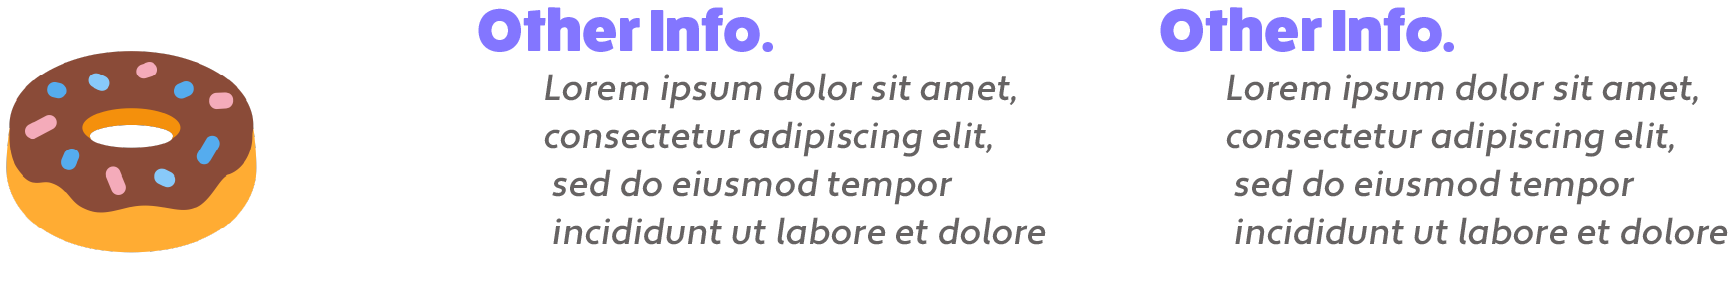 Other Info.
Lorem ipsum dolor sit amet,
consectetur adipiscing elit,
sed do eiusmod tempor
incididunt ut labore et dolore
Other Info.
Lorem ipsum dolor sit amet,
consectetur adipiscing elit,
sed do eiusmod tempor
incididunt ut labore et dolore